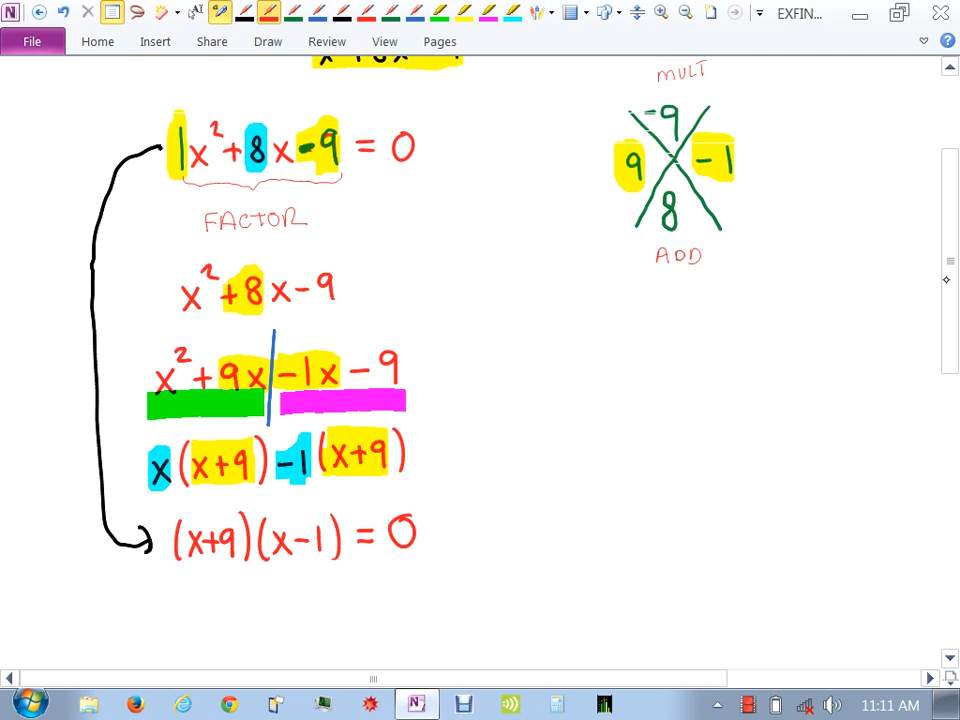 EXFIN...
File Home Insert Share Draw Review View Pages
1x² + 8x - 9 = 0
FACTOR
x² + 8x - 9
x² + 9x - 1x - 9
x (x+9) -1 (x+9)
(x+9)(x-1) = 0
MULT
-9
9 -1
8
ADD
11:11 AM